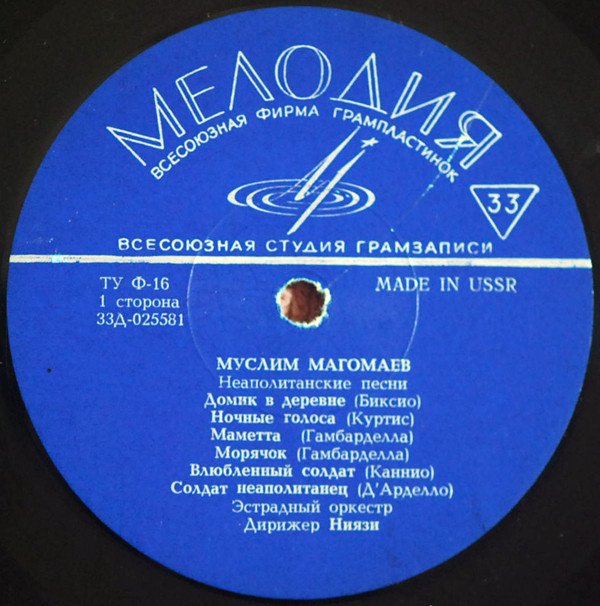 МЕЛОДИЯ
ВСЕСОЮЗНАЯ ФИРМА ГРАМПЛАСТИНОК
33
ВСЕСОЮЗНАЯ СТУДИЯ ГРАМЗАПИСИ
ТУ Ф-16
MADE IN USSR
1 сторона
33Д-025581
МУСЛИМ МАГОМАЕВ
Неаполитанские песни
Домик в деревне (Биксио)
Ночные голоса (Куртис)
Маметта (Гамбарделла)
Морячок (Гамбарделла)
Влюбленный солдат (Каннио)
Солдат неаполитанец (Д'Арделло)
Эстрадный оркестр
Дирижер Ниязи